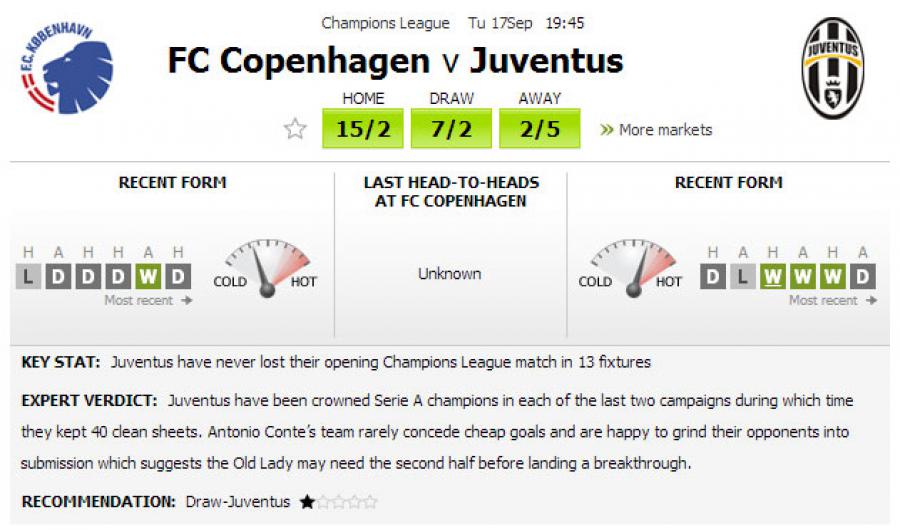 Champions League Tu 17Sep 19:45
F.C. KØBENHAVN
FC Copenhagen v Juventus
JUVENTUS
HOME DRAW AWAY
15/2 7/2 2/5 >> More markets
RECENT FORM
H A H H A H
L D D D W D
Most recent →
COLD HOT
LAST HEAD-TO-HEADS
AT FC COPENHAGEN
Unknown
RECENT FORM
COLD HOT
H A H A H A
D L W W W D
Most recent →
KEY STAT: Juventus have never lost their opening Champions League match in 13 fixtures
EXPERT VERDICT: Juventus have been crowned Serie A champions in each of the last two campaigns during which time
they kept 40 clean sheets. Antonio Conte’s team rarely concede cheap goals and are happy to grind their opponents into
submission which suggests the Old Lady may need the second half before landing a breakthrough.
RECOMMENDATION: Draw-Juventus ★☆☆☆☆